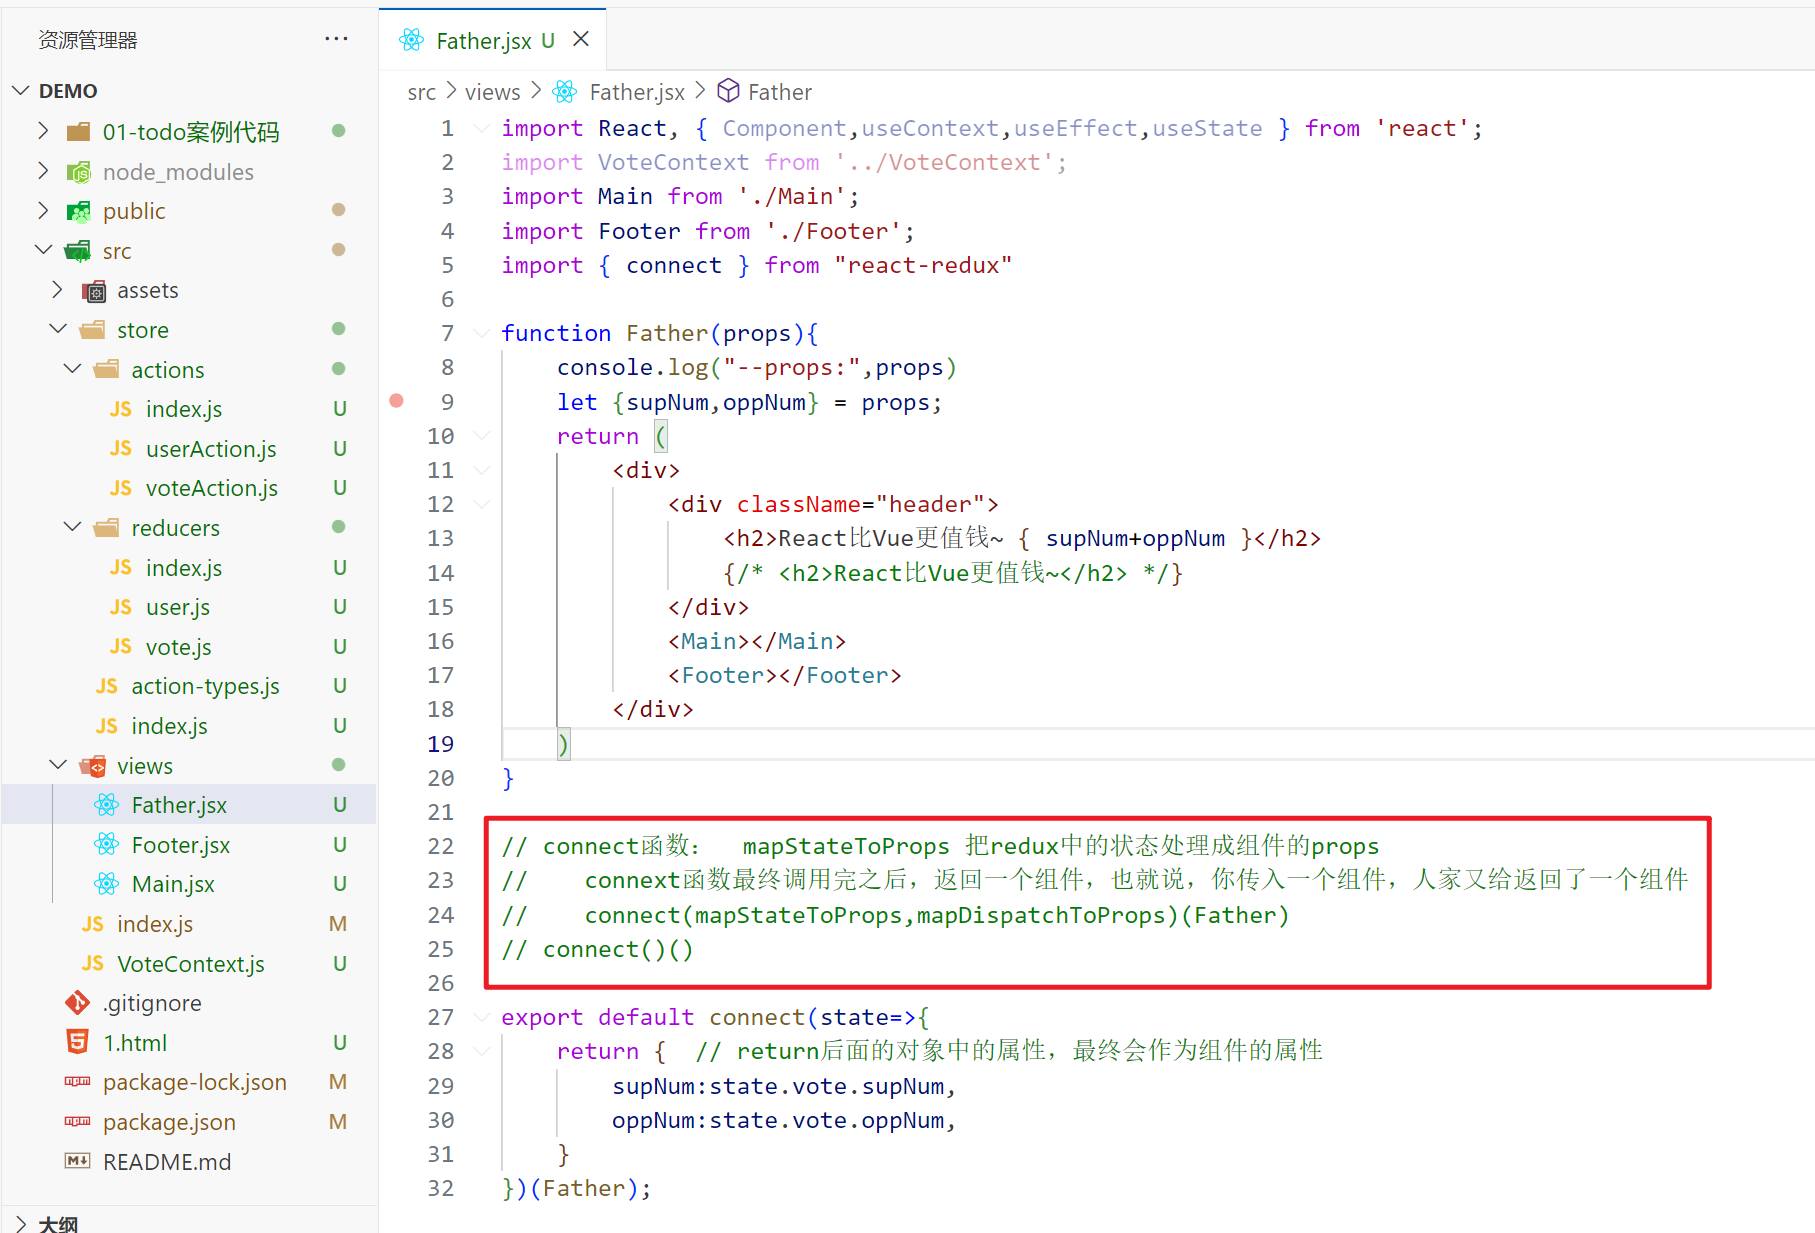 资源管理器 ···
DEMO
01-todo案例代码
node_modules
public
src
assets
store
actions
JS index.js U
JS userAction.js U
JS voteAction.js U
reducers
JS index.js U
JS user.js U
JS vote.js U
JS action-types.js U
JS index.js U
views
Father.jsx U
Footer.jsx U
Main.jsx U
JS index.js M
JS VoteContext.js U
.gitignore
1.html U
package-lock.json M
package.json M
README.md
大纲
Father.jsx U
src > views > Father.jsx > Father
1 import React, { Component,useContext,useEffect,useState } from 'react';
2 import VoteContext from '../VoteContext';
3 import Main from './Main';
4 import Footer from './Footer';
5 import { connect } from "react-redux"
6
7 function Father(props){
8 console.log("--props:",props)
9 let {supNum,oppNum} = props;
10 return (
11 <div>
12 <div className="header">
13 <h2>React比Vue更值钱~ { supNum+oppNum }</h2>
14 {/* <h2>React比Vue更值钱~</h2> */}
15 </div>
16 <Main></Main>
17 <Footer></Footer>
18 </div>
19 )
20 }
21
22 // connect函数： mapStateToProps 把redux中的状态处理成组件的props
23 // connext函数最终调用完之后，返回一个组件，也就说，你传入一个组件，人家又给返回了一个组件
24 // connect(mapStateToProps,mapDispatchToProps)(Father)
25 // connect()()
26
27 export default connect(state=>{
28 return { // return后面的对象中的属性，最终会作为组件的属性
29 supNum:state.vote.supNum,
30 oppNum:state.vote.oppNum,
31 }
32 })(Father);